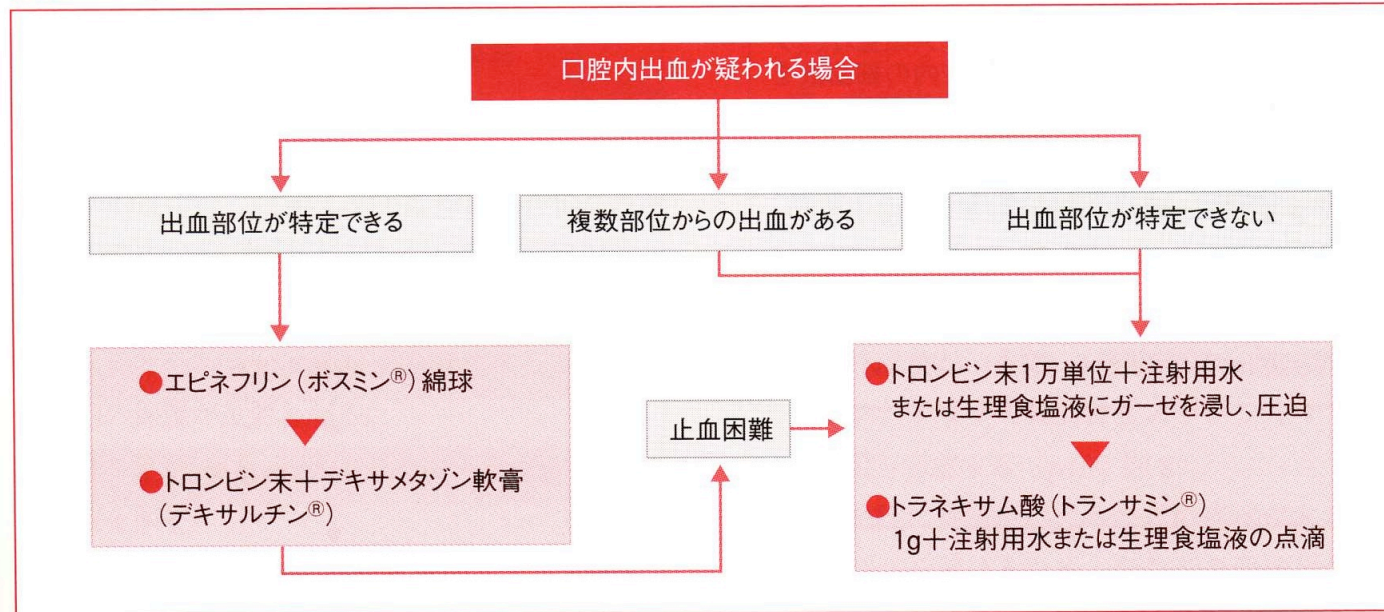 口腔内出血が疑われる場合
出血部位が特定できる
複数部位からの出血がある
出血部位が特定できない
●エピネフリン（ボスミン®）綿球
●トロンビン末＋デキサメタゾン軟膏
（デキサルチン®）
止血困難
●トロンビン末1万単位＋注射用水
または生理食塩液にガーゼを浸し、圧迫
●トラネキサム酸（トランサミン®）
1g＋注射用水または生理食塩液の点滴